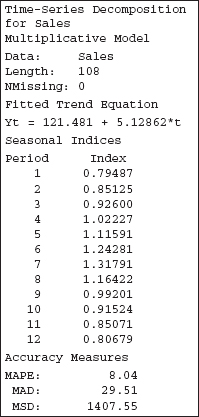 Time-Series Decomposition
for Sales
Multiplicative Model
Data: Sales
Length: 108
NMissing: 0
Fitted Trend Equation
Yt = 121.481 + 5.12862*t
Seasonal Indices
Period Index
1 0.79487
2 0.85125
3 0.92600
4 1.02227
5 1.11591
6 1.24281
7 1.31791
8 1.16422
9 0.99201
10 0.91524
11 0.85071
12 0.80679
Accuracy Measures
MAPE: 8.04
MAD: 29.51
MSD: 1407.55